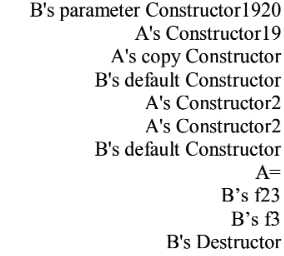 B's parameter Constructor1920
A's Constructor19
A's copy Constructor
B's default Constructor
A's Constructor2
A's Constructor2
B's default Constructor
A=
B’s f23
B’s f3
B's Destructor